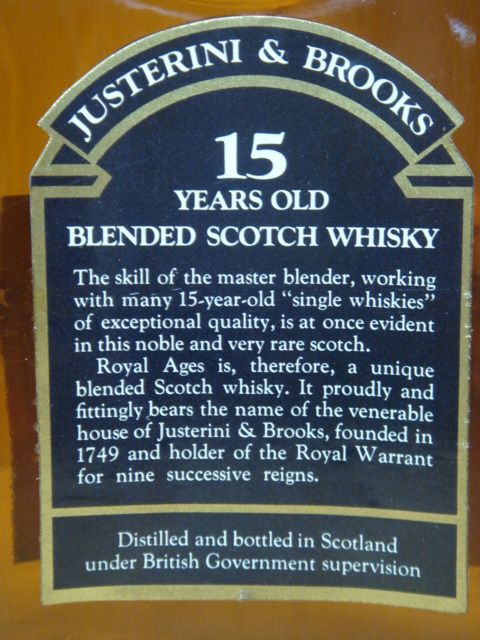 JUSTERINI & BROOKS
15
YEARS OLD
BLENDED SCOTCH WHISKY
The skill of the master blender, working
with many 15-year-old “single whiskies”
of exceptional quality, is at once evident
in this noble and very rare scotch.
Royal Ages is, therefore, a unique
blended Scotch whisky. It proudly and
fittingly bears the name of the venerable
house of Justerini & Brooks, founded in
1749 and holder of the Royal Warrant
for nine successive reigns.
Distilled and bottled in Scotland
under British Government supervision